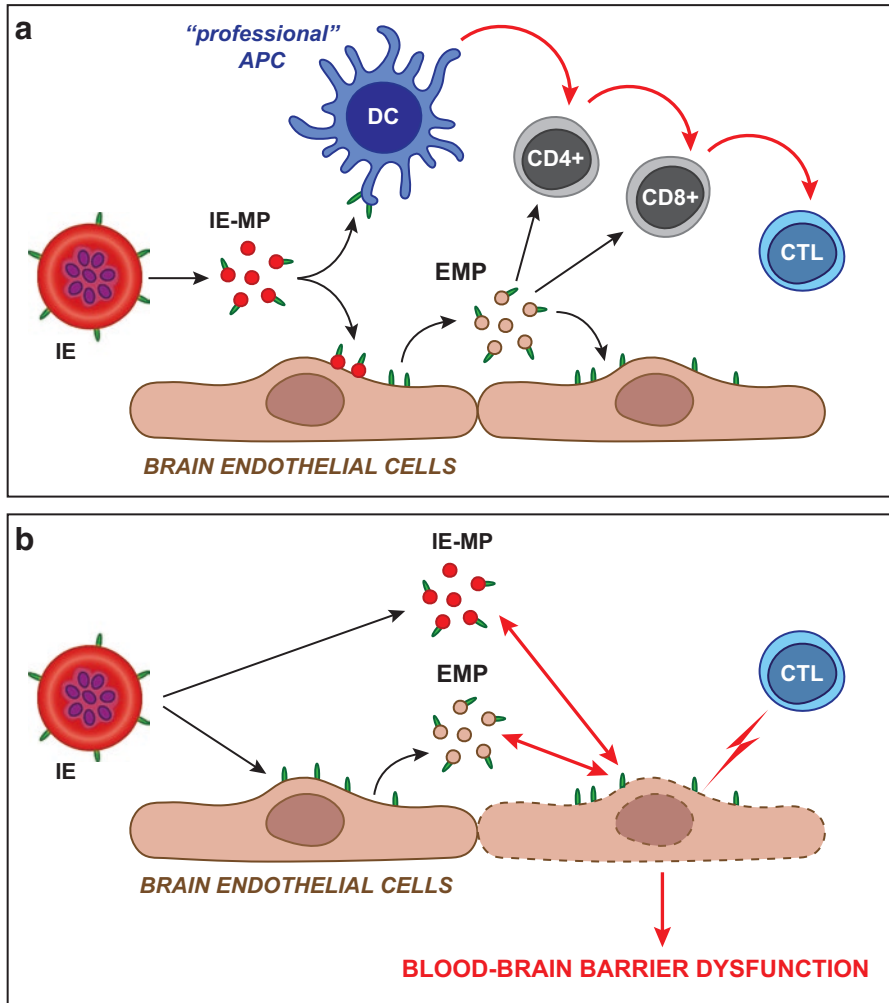 a
“professional”
APC
DC
CD4+
CD8+
CTL
IE-MP
EMP
IE
BRAIN ENDOTHELIAL CELLS
b
IE-MP
EMP
CTL
IE
BRAIN ENDOTHELIAL CELLS
BLOOD-BRAIN BARRIER DYSFUNCTION